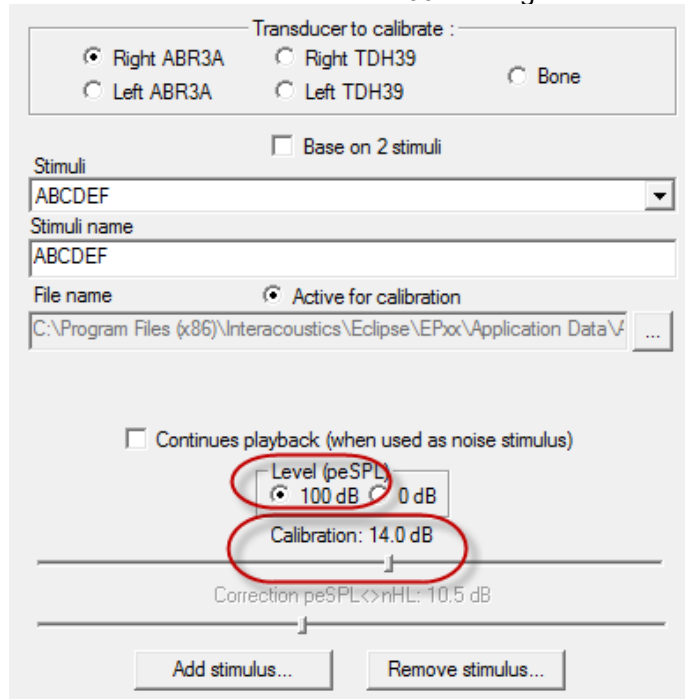 Transducer to calibrate :
Right ABR3A Right TDH39
Bone
Left ABR3A Left TDH39
Base on 2 stimuli
Stimuli
ABCDEF
Stimuli name
ABCDEF
File name Active for calibration
C:\Program Files (x86)\Interacoustics\Eclipse\EPxx\Application Data\ ...
Continues playback (when used as noise stimulus)
Level (peSPL)
100 dB 0 dB
Calibration: 14.0 dB
Correction peSPL<>nHL: 10.5 dB
Add stimulus... Remove stimulus...